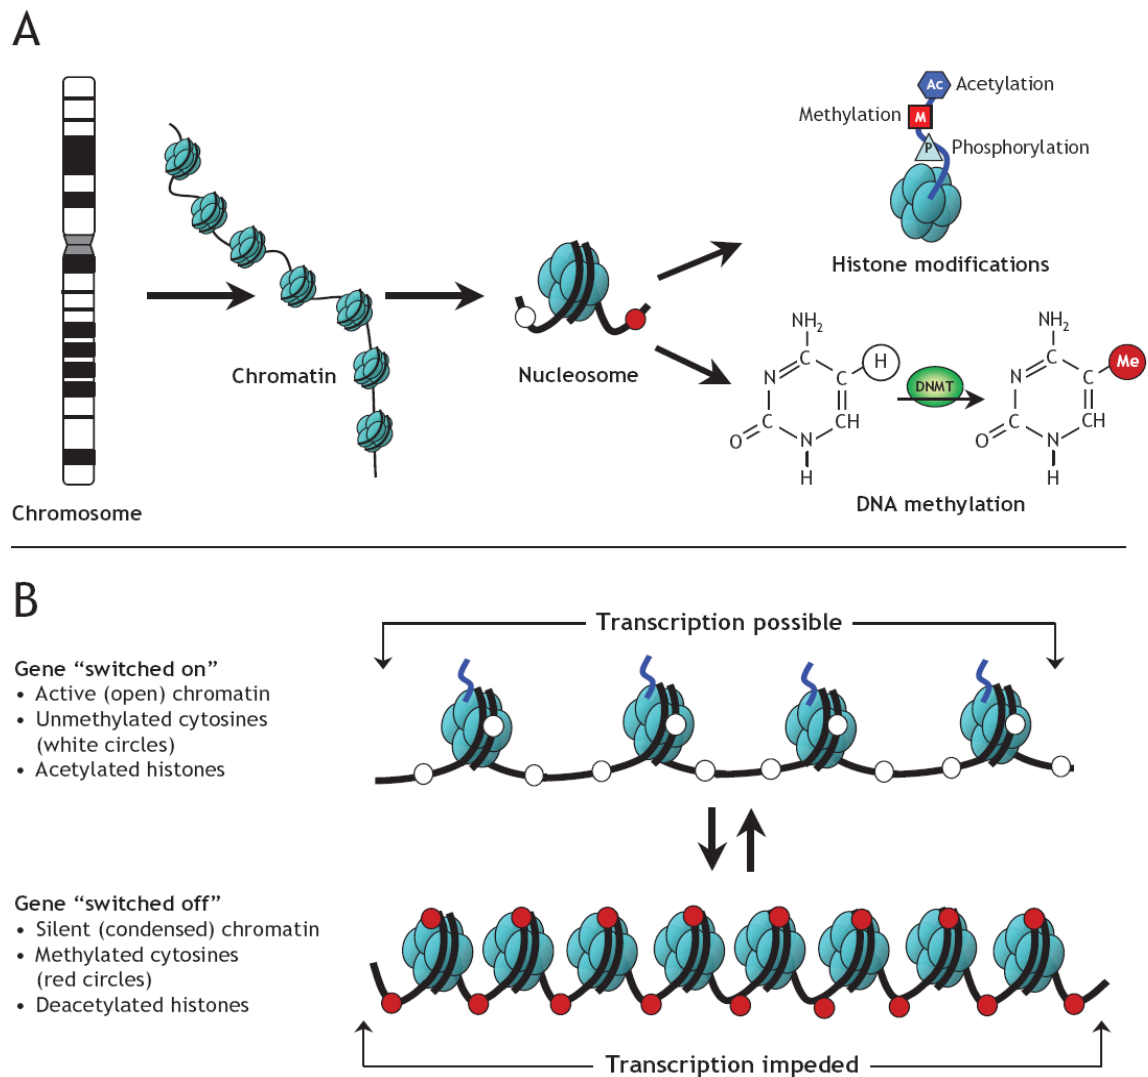 A
Ac Acetylation
Methylation M
P Phosphorylation
Histone modifications
Chromatin
Nucleosome
Chromosome
NH₂
C
N
C
H
C
O
N
CH
H
DNMT
NH₂
C
N
C
Me
C
O
N
CH
H
DNA methylation
B
Transcription possible
Gene “switched on”
• Active (open) chromatin
• Unmethylated cytosines
(white circles)
• Acetylated histones
Gene “switched off”
• Silent (condensed) chromatin
• Methylated cytosines
(red circles)
• Deacetylated histones
Transcription impeded